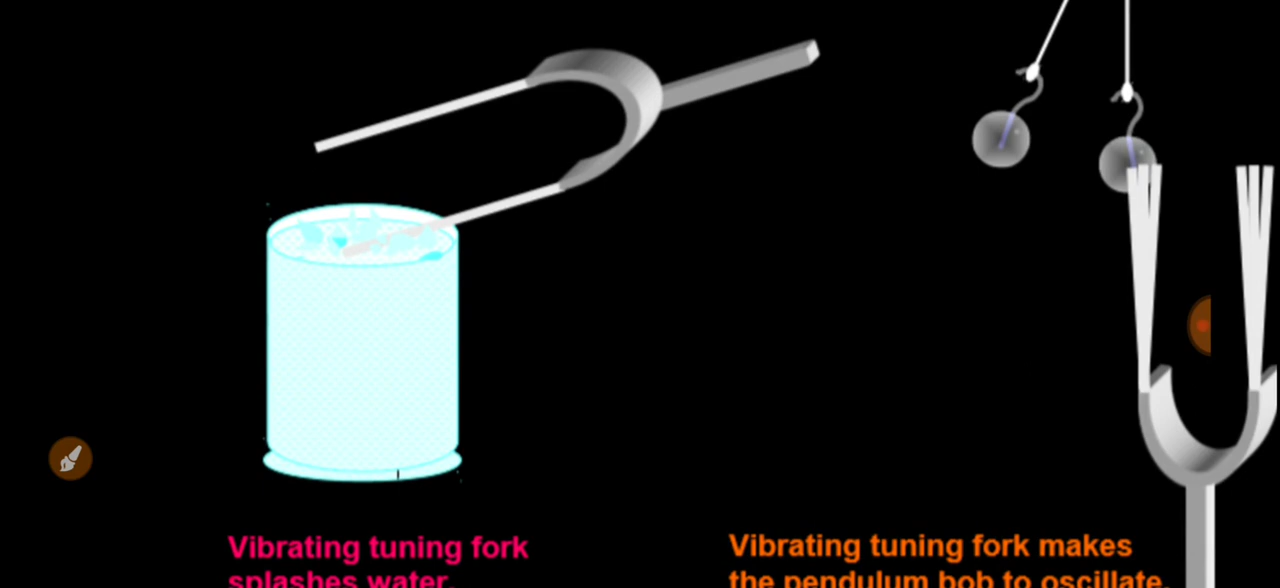 Vibrating tuning fork
splashes water.
Vibrating tuning fork makes
the pendulum bob to oscillate.